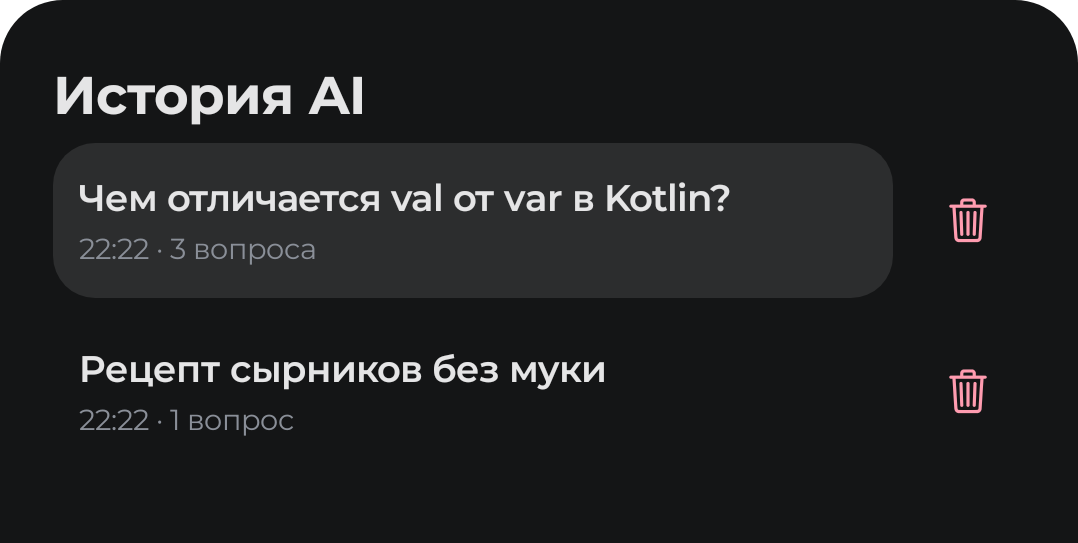 История AI
Чем отличается val от var в Kotlin?
22:22 · 3 вопроса
Рецепт сырников без муки
22:22 · 1 вопрос